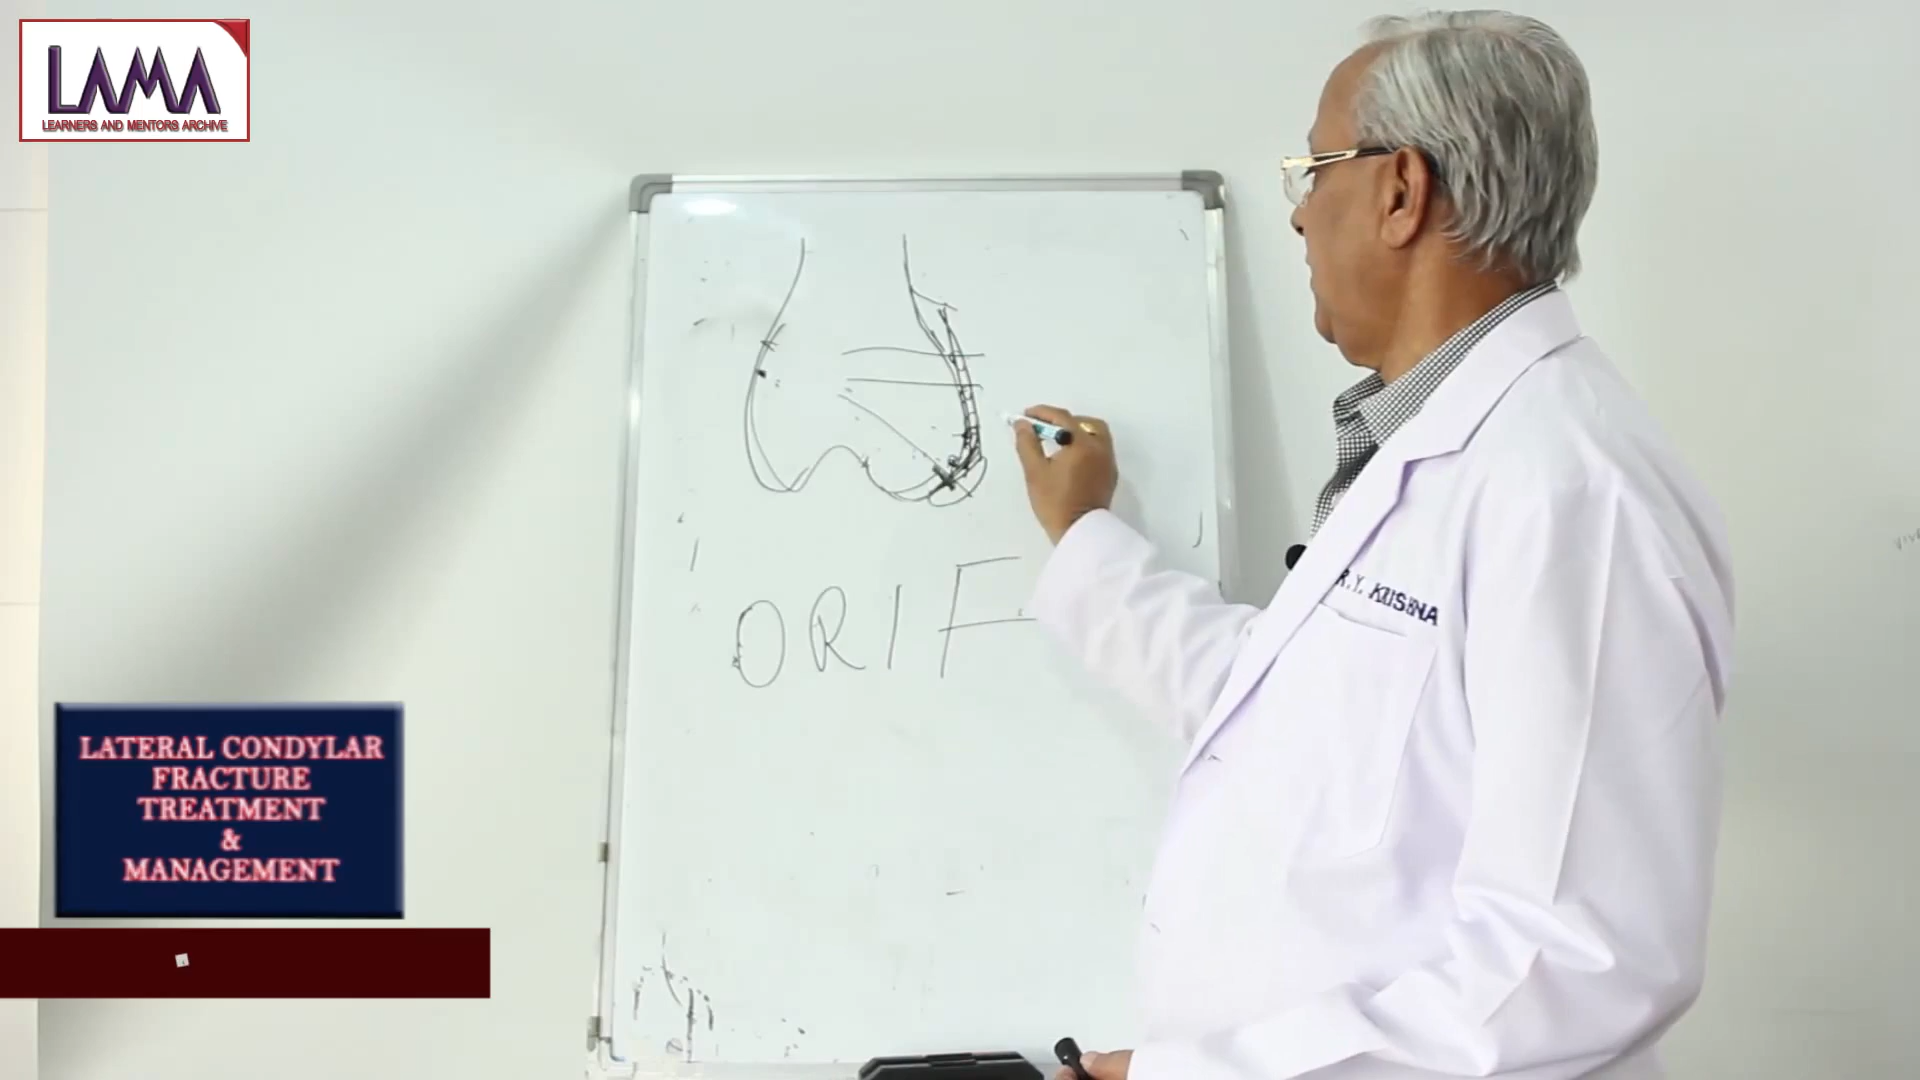 LAMA
LEARNERS AND MENTORS ARCHIVE
ORIF
R. Y. KRISHNA
LATERAL CONDYLAR
FRACTURE
TREATMENT
&
MANAGEMENT